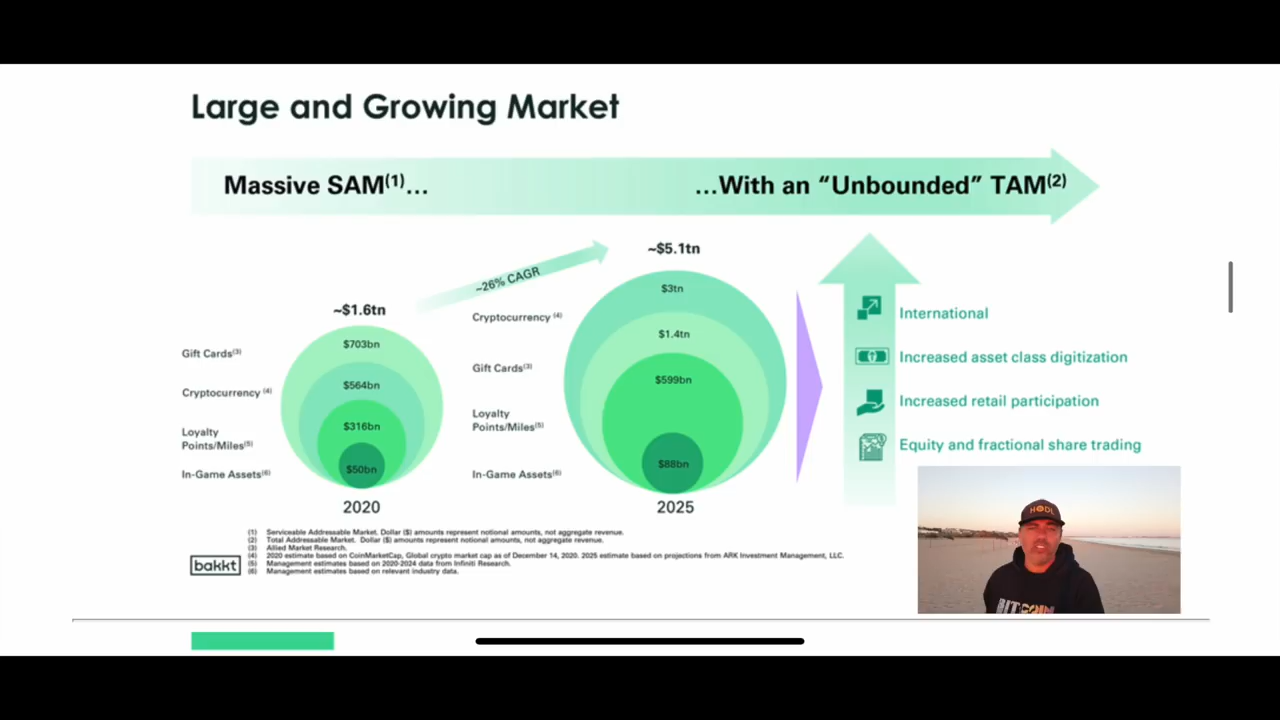 Large and Growing Market
Massive SAM(1)...
...With an “Unbounded” TAM(2)
~$1.6tn
Gift Cards(3)
$703bn
Cryptocurrency (4)
$564bn
Loyalty
Points/Miles(5)
$316bn
In-Game Assets(6)
$50bn
2020
~26% CAGR
~$5.1tn
$3tn
Cryptocurrency (4)
$1.4tn
Gift Cards(3)
$599bn
Loyalty
Points/Miles(5)
In-Game Assets(6)
$88bn
2025
International
Increased asset class digitization
Increased retail participation
Equity and fractional share trading
(1) Serviceable Addressable Market. Dollar ($) amounts represent notional amounts, not aggregate revenue.
(2) Total Addressable Market. Dollar ($) amounts represent notional amounts, not aggregate revenue.
(3) Allied Market Research.
(4) 2020 estimate based on CoinMarketCap, Global crypto market cap as of December 14, 2020. 2025 estimate based on projections from ARK Investment Management, LLC.
(5) Management estimates based on 2020-2024 data from Infiniti Research.
(6) Management estimates based on relevant industry data.
bakkt
HODL
BITCOIN